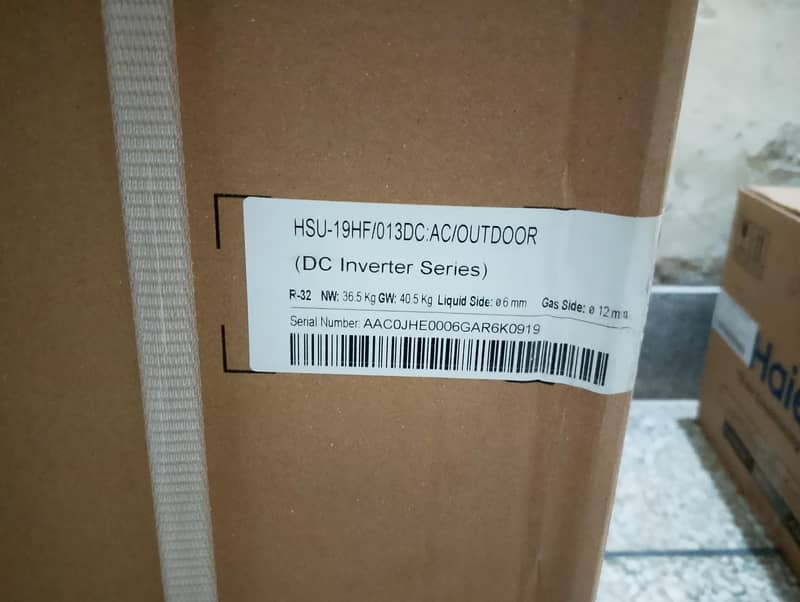 HSU-19HF/013DC:AC/OUTDOOR
(DC Inverter Series)
R-32 NW: 36.5 Kg GW: 40.5 Kg Liquid Side: ø 6 mm Gas Side: ø 12 mm
Serial Number: AAC0JHE0006GAR6K0919
Haie